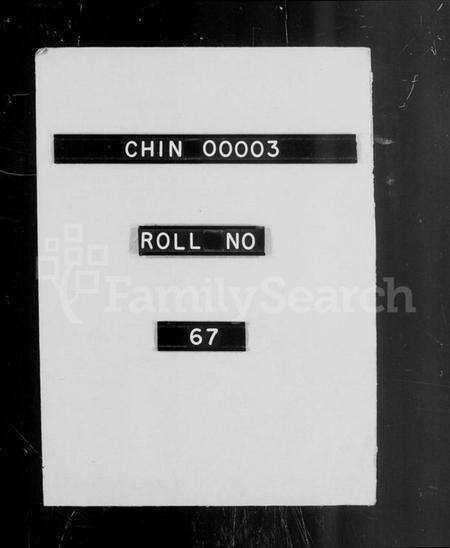 CHIN 00003
ROLL NO
FamilySearch
67